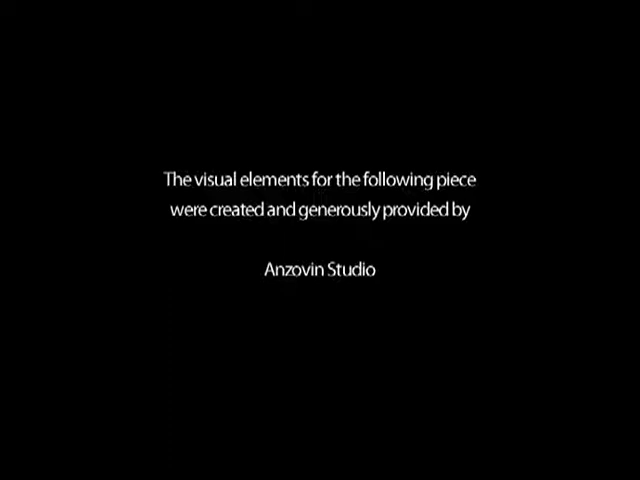 The visual elements for the following piece
were created and generously provided by
Anzovin Studio